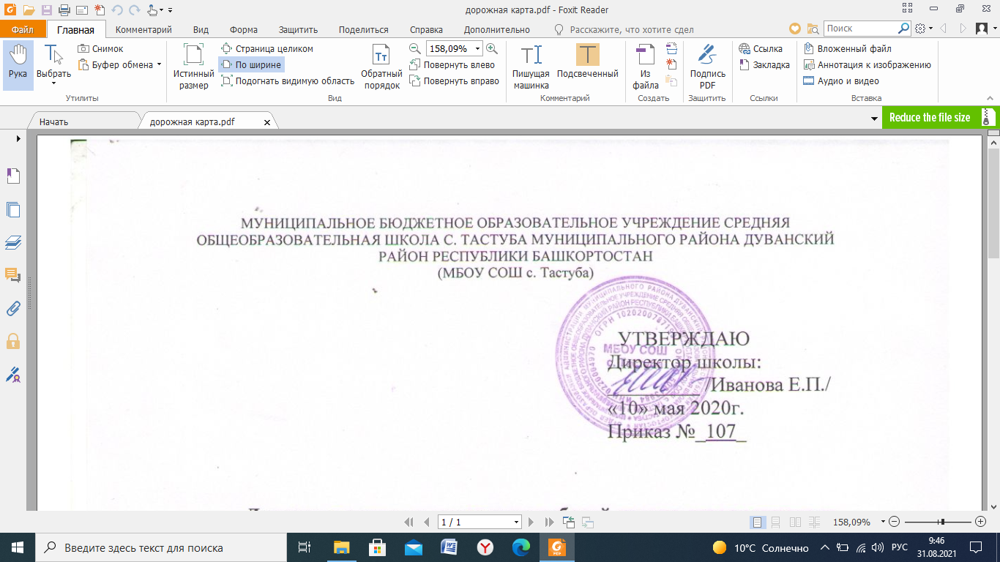 дорожная карта.pdf - Foxit Reader
Файл Главная Комментарий Вид Форма Защитить Поделиться Справка Дополнительно Расскажите, что хотите сдел Поиск
Рука
Выбрать
Снимок
Буфер обмена
Утилиты
Истинный
размер
Страница целиком
По ширине
Подогнать видимую область
Вид
Обратный
порядок
158,09%
Повернуть влево
Повернуть вправо
Пишущая
машинка
Подсвеченный
Комментарий
Из
файла
Создать
Подпись
PDF
Защитить
Ссылка
Закладка
Ссылки
Вложенный файл
Аннотация к изображению
Аудио и видео
Вставка
Начать
дорожная карта.pdf
Reduce the file size
МУНИЦИПАЛЬНОЕ БЮДЖЕТНОЕ ОБРАЗОВАТЕЛЬНОЕ УЧРЕЖДЕНИЕ СРЕДНЯЯ
ОБЩЕОБРАЗОВАТЕЛЬНАЯ ШКОЛА С. ТАСТУБА МУНИЦИПАЛЬНОГО РАЙОНА ДУВАНСКИЙ
РАЙОН РЕСПУБЛИКИ БАШКОРТОСТАН
(МБОУ СОШ с. Тастуба)
МБОУ СОШ
УТВЕРЖДАЮ
Директор школы:
/Иванова Е.П./
«10» мая 2020г.
Приказ №_107_
1 / 1
158,09%
Введите здесь текст для поиска
10°C Солнечно
РУС
9:46
31.08.2021